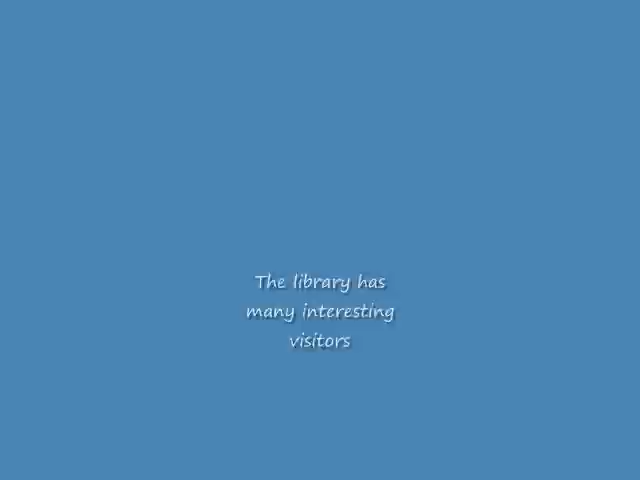 The library has
many interesting
visitors